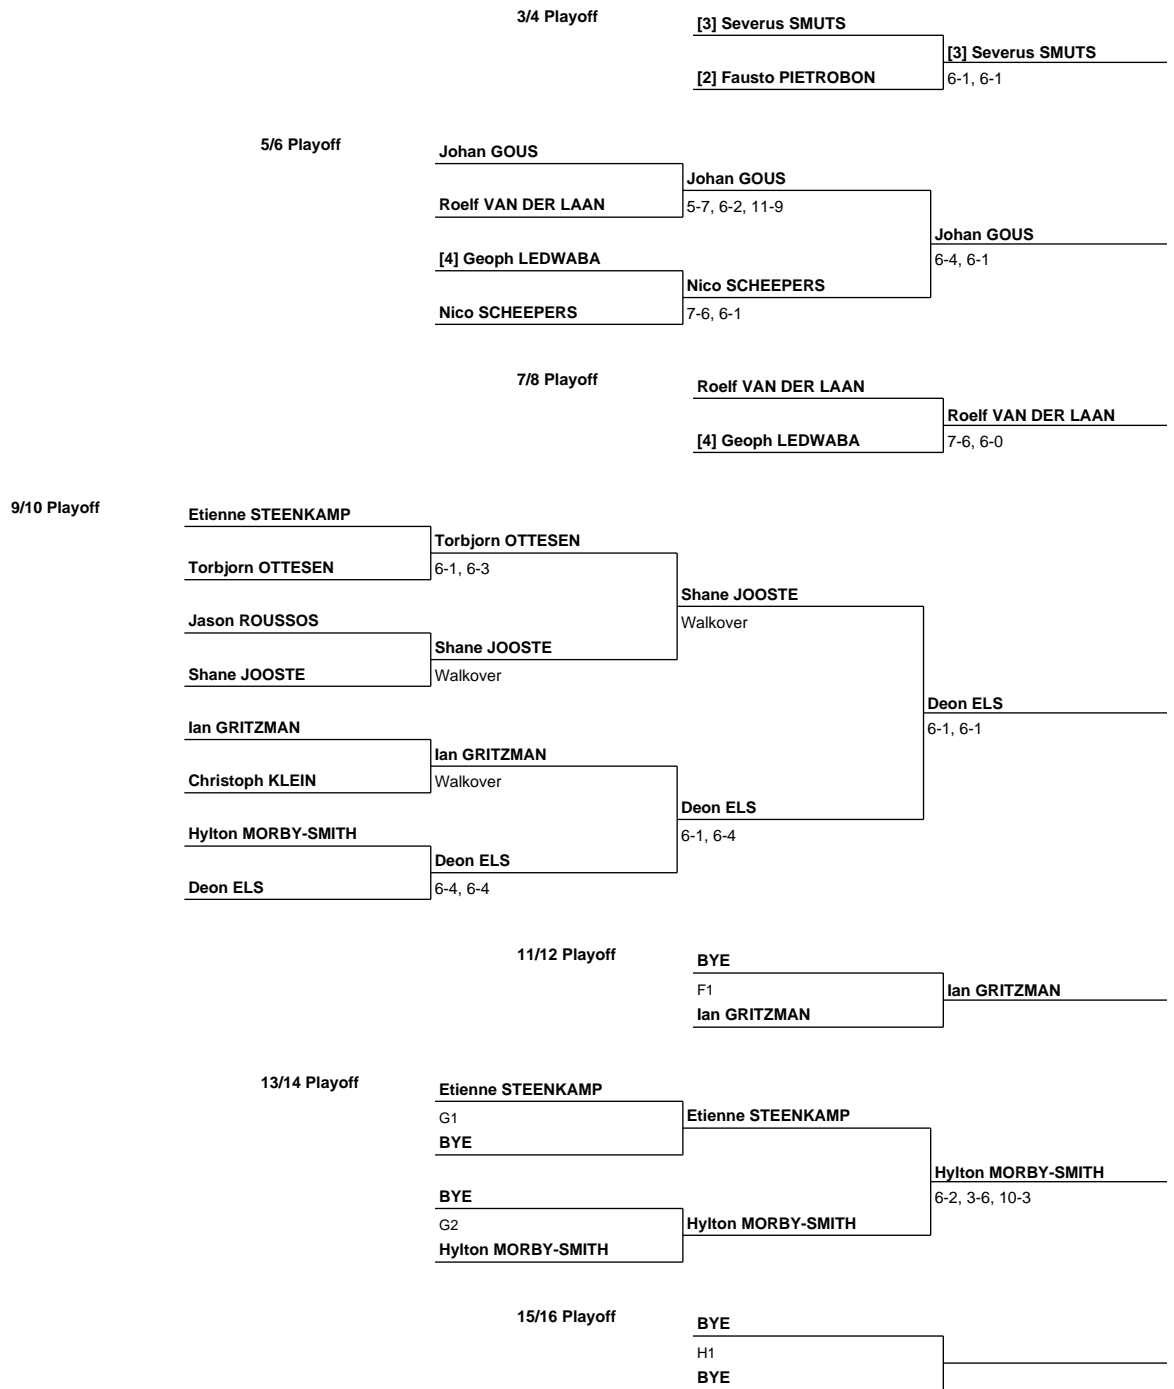 3/4 Playoff
[3] Severus SMUTS
[3] Severus SMUTS
[2] Fausto PIETROBON
6-1, 6-1
5/6 Playoff
Johan GOUS
Johan GOUS
Roelf VAN DER LAAN
5-7, 6-2, 11-9
Johan GOUS
[4] Geoph LEDWABA
6-4, 6-1
Nico SCHEEPERS
Nico SCHEEPERS
7-6, 6-1
7/8 Playoff
Roelf VAN DER LAAN
Roelf VAN DER LAAN
[4] Geoph LEDWABA
7-6, 6-0
9/10 Playoff
Etienne STEENKAMP
Torbjorn OTTESEN
Torbjorn OTTESEN
6-1, 6-3
Shane JOOSTE
Jason ROUSSOS
Walkover
Shane JOOSTE
Shane JOOSTE
Walkover
Deon ELS
Ian GRITZMAN
6-1, 6-1
Ian GRITZMAN
Christoph KLEIN
Walkover
Deon ELS
Hylton MORBY-SMITH
6-1, 6-4
Deon ELS
Deon ELS
6-4, 6-4
11/12 Playoff
BYE
F1
Ian GRITZMAN
Ian GRITZMAN
13/14 Playoff
Etienne STEENKAMP
G1
Etienne STEENKAMP
BYE
Hylton MORBY-SMITH
BYE
6-2, 3-6, 10-3
G2
Hylton MORBY-SMITH
Hylton MORBY-SMITH
15/16 Playoff
BYE
H1
BYE